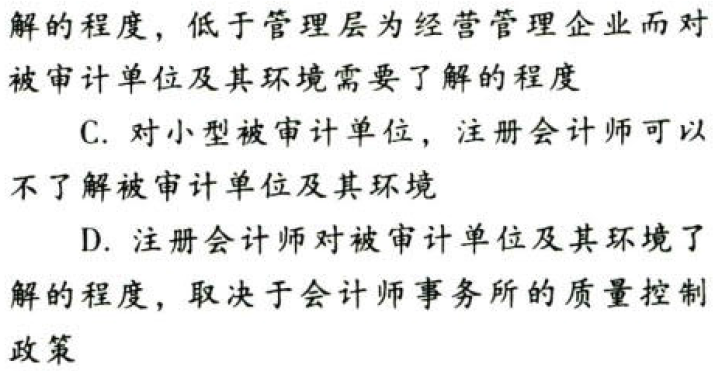 解的程度，低于管理层为经营管理企业而对
被审计单位及其环境需要了解的程度
C. 对小型被审计单位，注册会计师可以
不了解被审计单位及其环境
D. 注册会计师对被审计单位及其环境了
解的程度，取决于会计师事务所的质量控制
政策